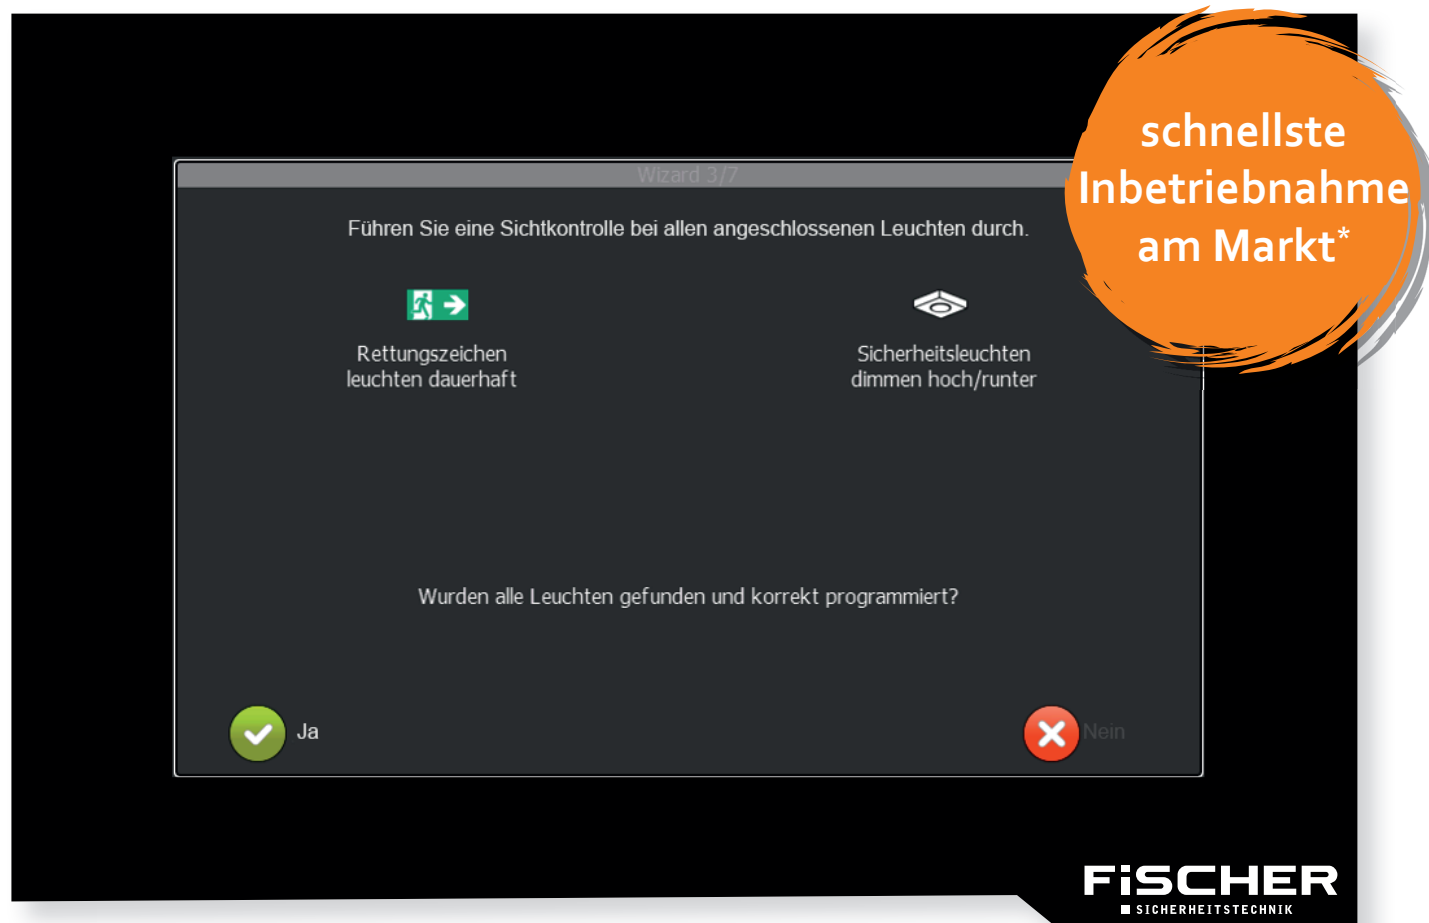 schnellste
Inbetriebnahme
am Markt*
Wizard 3/7
Führen Sie eine Sichtkontrolle bei allen angeschlossenen Leuchten durch.
Rettungszeichen
leuchten dauerhaft
Sicherheitsleuchten
dimmen hoch/runter
Wurden alle Leuchten gefunden und korrekt programmiert?
Ja
Nein
FiSCHER
SICHERHEITSTECHNIK